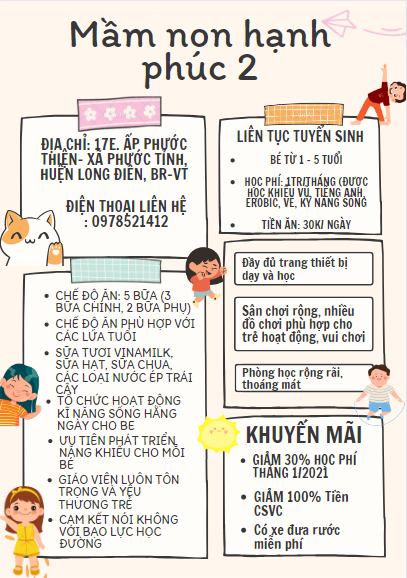 Mầm non hạnh
phúc 2
ĐỊA CHỈ: 17E. ẤP PHƯỚC
THIỆN- XÃ PHƯỚC TỈNH,
HUYỆN LONG ĐIỀN, BR-VT
ĐIỆN THOẠI LIÊN HỆ
: 0978521412
LIÊN TỤC TUYỂN SINH
BÉ TỪ 1 - 5 TUỔI
HỌC PHÍ: 1TR/THÁNG (ĐƯỢC
HỌC KHIÊU VŨ, TIẾNG ANH,
EROBIC, VẼ, KỸ NĂNG SỐNG
TIỀN ĂN: 30K/ NGÀY
Đầy đủ trang thiết bị
dạy và học
Sân chơi rộng, nhiều
đồ chơi phù hợp cho
trẻ hoạt động, vui chơi
Phòng học rộng rãi,
thoáng mát
CHẾ ĐỘ ĂN: 5 BỮA (3
BỮA CHÍNH, 2 BỮA PHỤ)
CHẾ ĐỘ ĂN PHÙ HỢP VỚI
CÁC LỨA TUỔI
SỮA TƯƠI VINAMILK,
SỮA HẠT, SỮA CHUA,
CÁC LOẠI NƯỚC ÉP TRÁI
CÂY
TỔ CHỨC HOẠT ĐỘNG
KĨ NĂNG SỐNG HẰNG
NGÀY CHO BÉ
ƯU TIÊN PHÁT TRIỂN
NĂNG KHIẾU CHO MỖI
BÉ
GIÁO VIÊN LUÔN TÔN
TRỌNG VÀ YÊU
THƯƠNG TRẺ
CAM KẾT NÓI KHÔNG
VỚI BẠO LỰC HỌC
ĐƯỜNG
KHUYẾN MÃI
GIẢM 30% HỌC PHÍ
THÁNG 1/2021
GIẢM 100% Tiền
CSVC
Có xe đưa rước
miễn phí